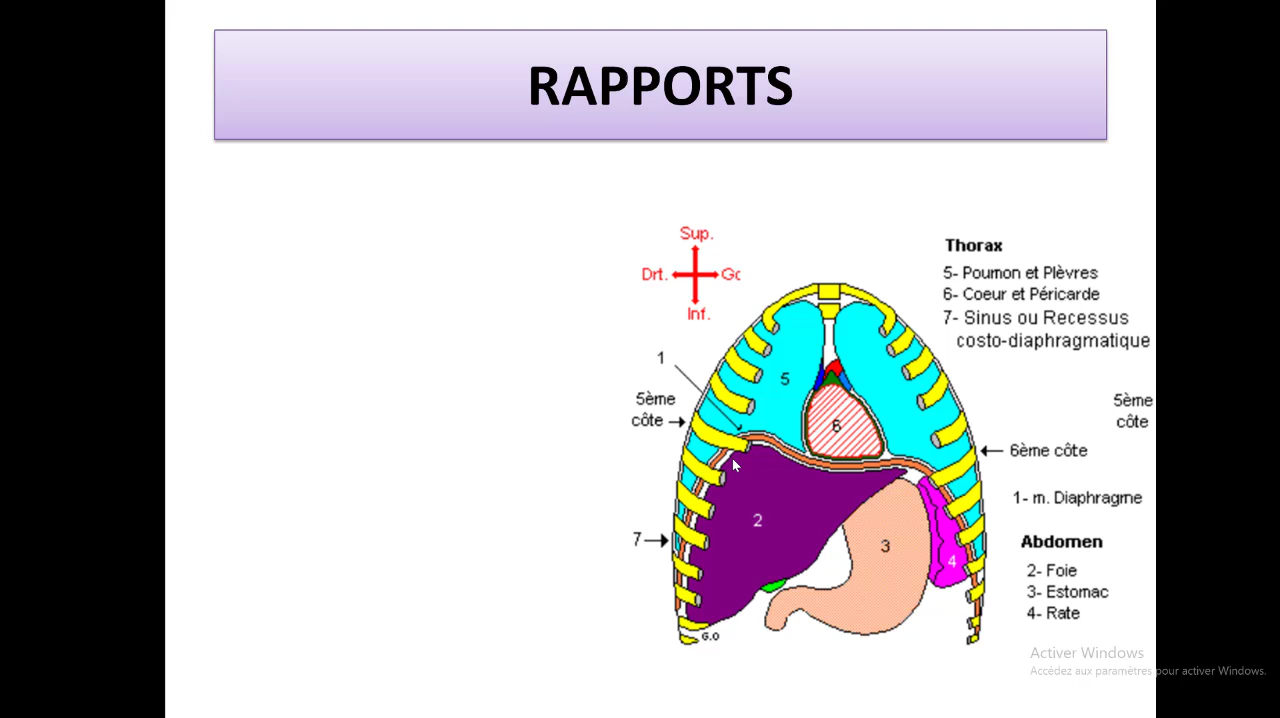 RAPPORTS
Sup.
Drt.
Inf.
Thorax
5- Poumon et Plèvres
6- Coeur et Péricarde
7- Sinus ou Recessus
costo-diaphragmatique
1
5
5ème
côte
5ème
côte
6
6ème côte
1- m. Diaphragme
2
7
3
4
Abdomen
2- Foie
3- Estomac
4- Rate
G.O
Activer Windows
Accédez aux paramètres pour activer Windows.